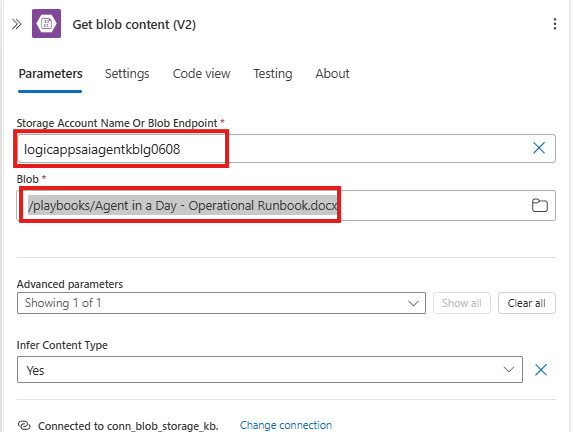 Get blob content (V2)
Parameters Settings Code view Testing About
Storage Account Name Or Blob Endpoint *
logicappsaiagentkblg0608
Blob *
/playbooks/Agent in a Day - Operational Runbook.docx
Advanced parameters
Showing 1 of 1 Show all Clear all
Infer Content Type
Yes
Connected to conn_blob_storage_kb. Change connection